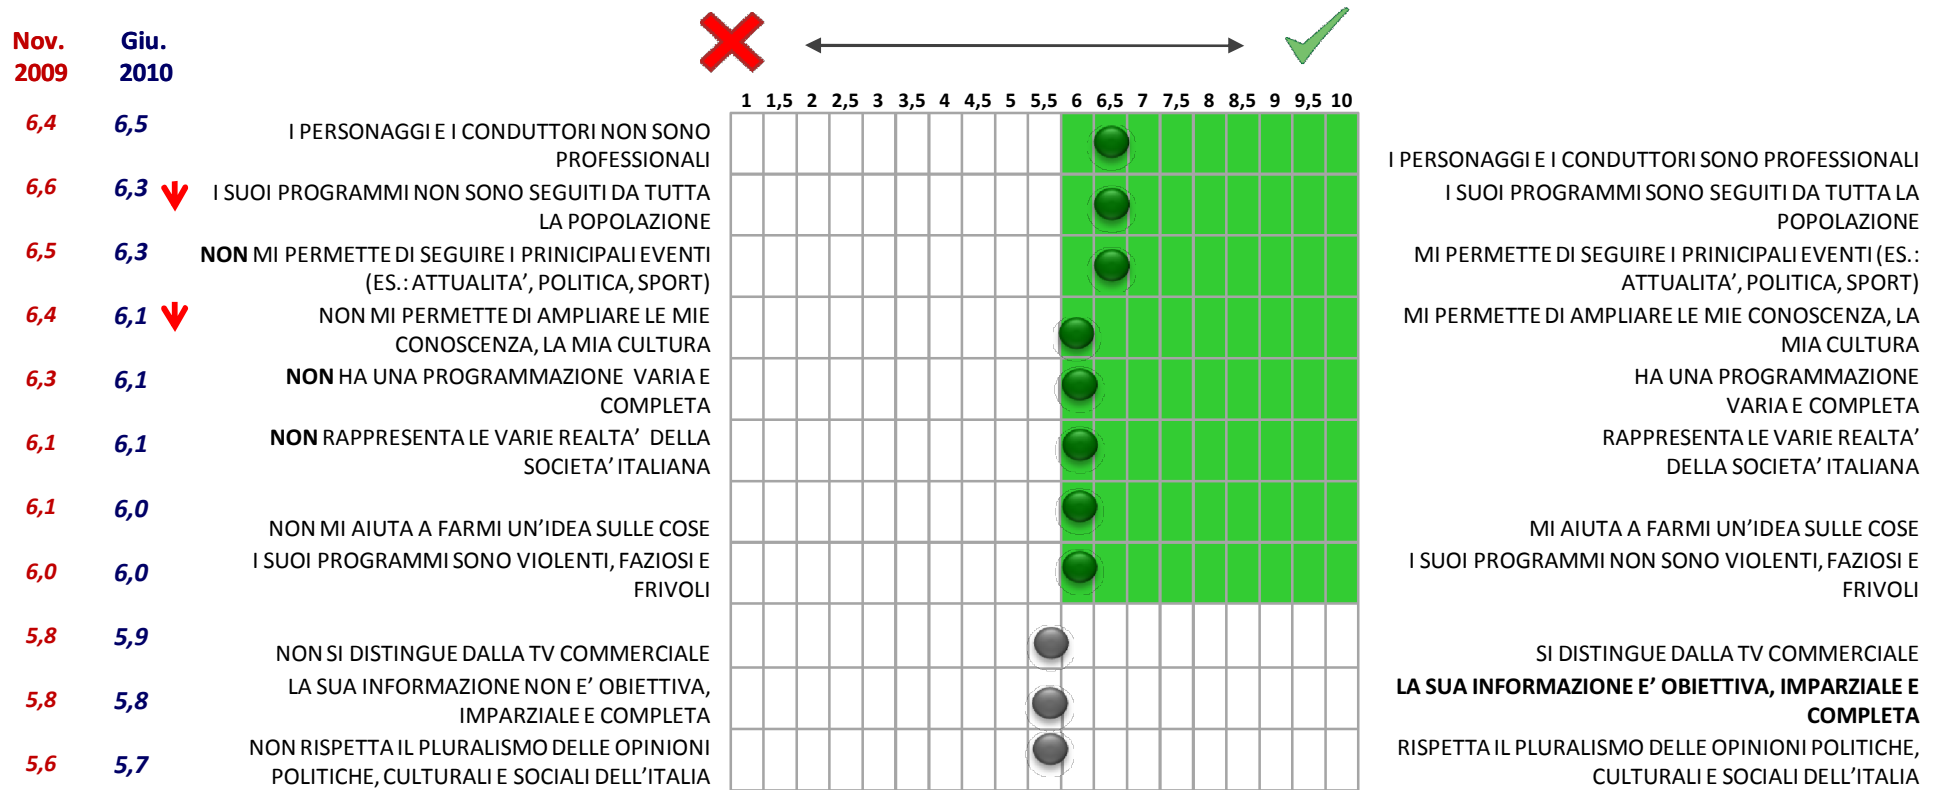 Nov. Giu.
2009 2010
1 1,5 2 2,5 3 3,5 4 4,5 5 5,5 6 6,5 7 7,5 8 8,5 9 9,5 10
6,4 6,5 I PERSONAGGI E I CONDUTTORI NON SONO
PROFESSIONALI I PERSONAGGI E I CONDUTTORI SONO PROFESSIONALI
6,6 6,3 I SUOI PROGRAMMI NON SONO SEGUITI DA TUTTA I SUOI PROGRAMMI SONO SEGUITI DA TUTTA LA
LA POPOLAZIONE POPOLAZIONE
6,5 6,3 NON MI PERMETTE DI SEGUIRE I PRINICIPALI EVENTI MI PERMETTE DI SEGUIRE I PRINICIPALI EVENTI (ES.:
(ES.: ATTUALITA’, POLITICA, SPORT) ATTUALITA’, POLITICA, SPORT)
6,4 6,1 NON MI PERMETTE DI AMPLIARE LE MIE MI PERMETTE DI AMPLIARE LE MIE CONOSCENZA, LA
CONOSCENZA, LA MIA CULTURA MIA CULTURA
6,3 6,1 NON HA UNA PROGRAMMAZIONE VARIA E HA UNA PROGRAMMAZIONE
COMPLETA VARIA E COMPLETA
6,1 6,1 NON RAPPRESENTA LE VARIE REALTA’ DELLA RAPPRESENTA LE VARIE REALTA’
SOCIETA’ ITALIANA DELLA SOCIETA’ ITALIANA
6,1 6,0 NON MI AIUTA A FARMI UN’IDEA SULLE COSE MI AIUTA A FARMI UN’IDEA SULLE COSE
6,0 6,0 I SUOI PROGRAMMI SONO VIOLENTI, FAZIOSI E I SUOI PROGRAMMI NON SONO VIOLENTI, FAZIOSI E
FRIVOLI FRIVOLI
5,8 5,9 NON SI DISTINGUE DALLA TV COMMERCIALE SI DISTINGUE DALLA TV COMMERCIALE
5,8 5,8 LA SUA INFORMAZIONE NON E’ OBIETTIVA, LA SUA INFORMAZIONE E’ OBIETTIVA, IMPARZIALE E
IMPARZIALE E COMPLETA COMPLETA
5,6 5,7 NON RISPETTA IL PLURALISMO DELLE OPINIONI RISPETTA IL PLURALISMO DELLE OPINIONI POLITICHE,
POLITICHE, CULTURALI E SOCIALI DELL’ITALIA CULTURALI E SOCIALI DELL’ITALIA